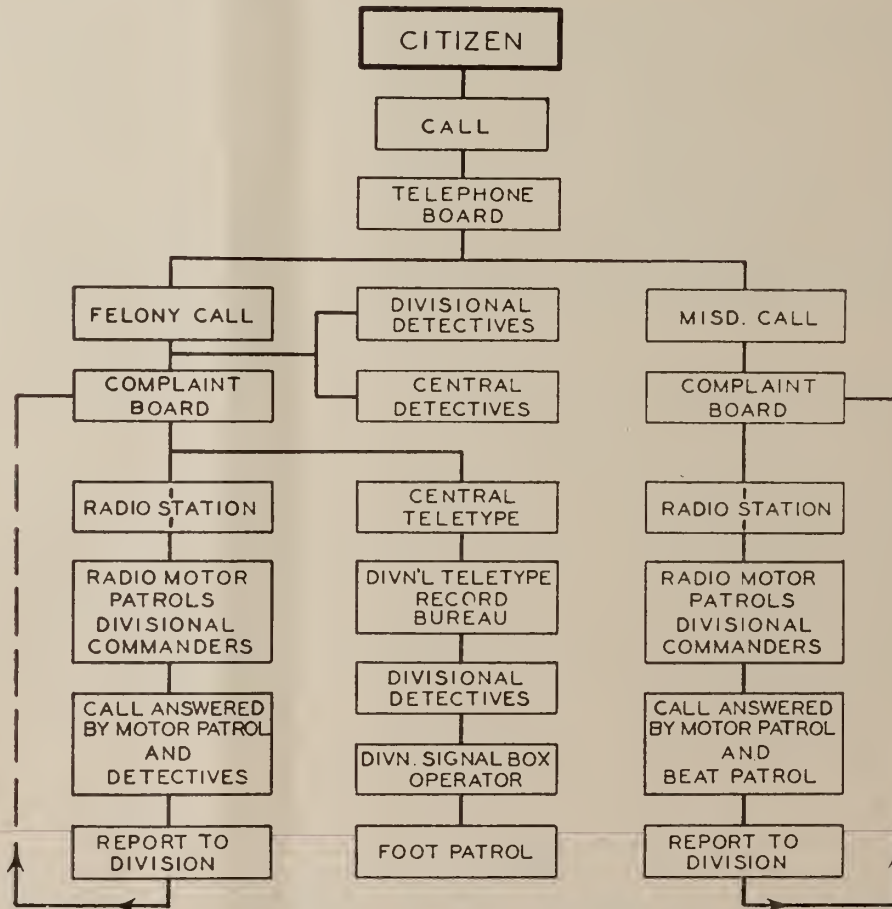 CITIZEN
CALL
TELEPHONE
BOARD
FELONY CALL
DIVISIONAL
DETECTIVES
MISD. CALL
COMPLAINT
BOARD
CENTRAL
DETECTIVES
COMPLAINT
BOARD
RADIO STATION
CENTRAL
TELETYPE
RADIO STATION
RADIO MOTOR
PATROLS
DIVISIONAL
COMMANDERS
DIVN'L TELETYPE
RECORD
BUREAU
RADIO MOTOR
PATROLS
DIVISIONAL
COMMANDERS
DIVISIONAL
DETECTIVES
CALL ANSWERED
BY MOTOR PATROL
AND
DETECTIVES
DIVN. SIGNAL BOX
OPERATOR
CALL ANSWERED
BY MOTOR PATROL
AND
BEAT PATROL
REPORT TO
DIVISION
FOOT PATROL
REPORT TO
DIVISION